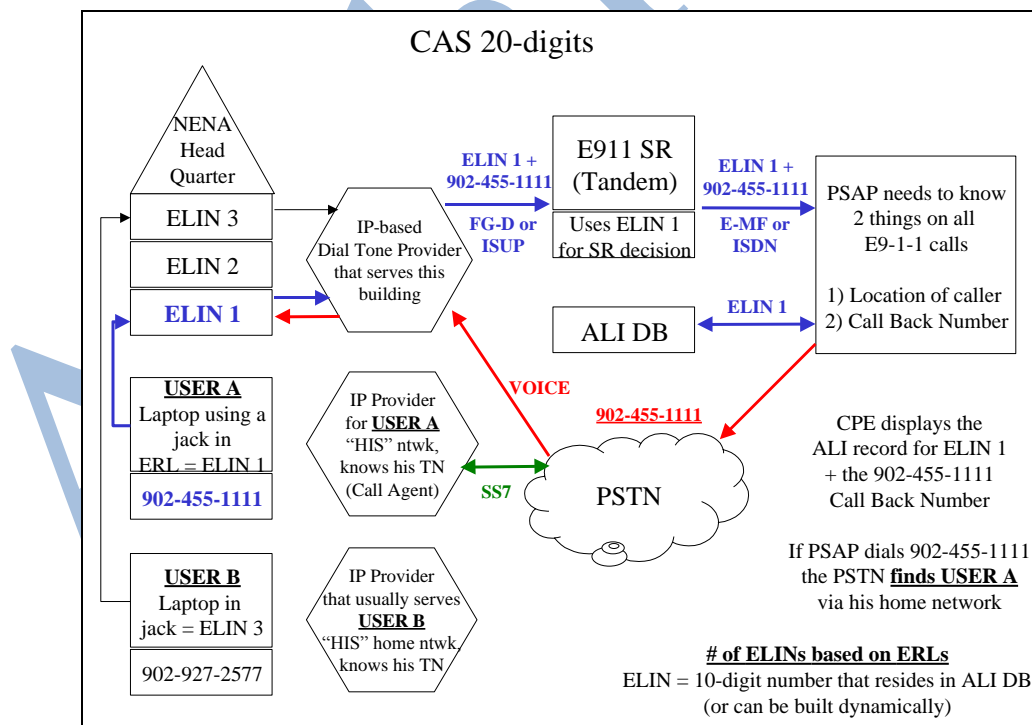 CAS 20-digits
NENA
Head
Quarter
ELIN 3
ELIN 2
ELIN 1
USER A
Laptop using a
jack in
ERL = ELIN 1
902-455-1111
USER B
Laptop in
jack = ELIN 3
902-927-2577
IP-based
Dial Tone Provider
that serves this
building
IP Provider
for USER A
“HIS” ntwk,
knows his TN
(Call Agent)
IP Provider
that usually serves
USER B
“HIS” home ntwk,
knows his TN
ELIN 1 +
902-455-1111
FG-D or
ISUP
E911 SR
(Tandem)
Uses ELIN 1
for SR decision
ALI DB
ELIN 1 +
902-455-1111
E-MF or
ISDN
ELIN 1
PSAP needs to know
2 things on all
E9-1-1 calls
1) Location of caller
2) Call Back Number
VOICE
902-455-1111
SS7
PSTN
CPE displays the
ALI record for ELIN 1
+ the 902-455-1111
Call Back Number
If PSAP dials 902-455-1111
the PSTN finds USER A
via his home network
# of ELINs based on ERLs
ELIN = 10-digit number that resides in ALI DB
(or can be built dynamically)